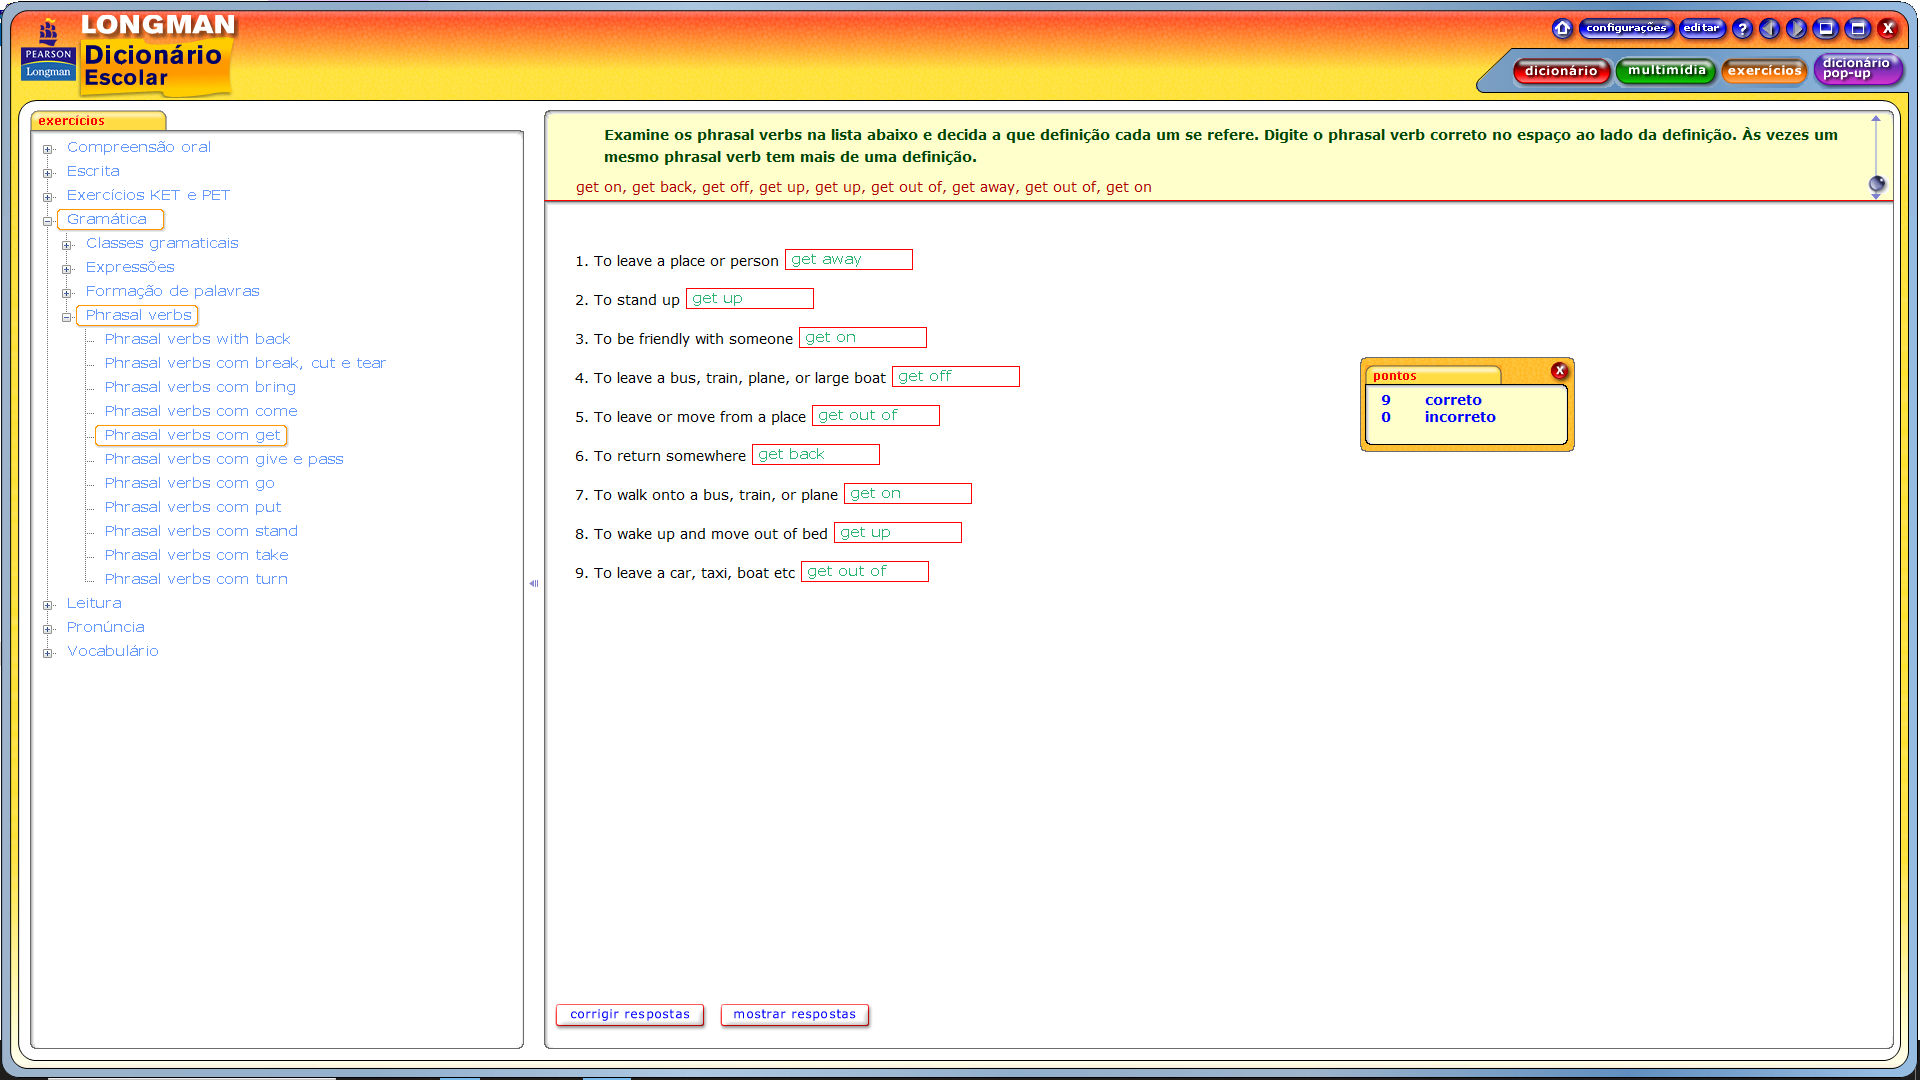 LONGMAN
Dicionário
Escolar
PEARSON
Longman
configurações
editar
?
X
dicionário
multimídia
exercícios
dicionário
pop-up
exercícios
Compreensão oral
Escrita
Exercícios KET e PET
Gramática
Classes gramaticais
Expressões
Formação de palavras
Phrasal verbs
Phrasal verbs with back
Phrasal verbs com break, cut e tear
Phrasal verbs com bring
Phrasal verbs com come
Phrasal verbs com get
Phrasal verbs com give e pass
Phrasal verbs com go
Phrasal verbs com put
Phrasal verbs com stand
Phrasal verbs com take
Phrasal verbs com turn
Leitura
Pronúncia
Vocabulário
Examine os phrasal verbs na lista abaixo e decida a que definição cada um se refere. Digite o phrasal verb correto no espaço ao lado da definição. Às vezes um
mesmo phrasal verb tem mais de uma definição.
get on, get back, get off, get up, get up, get out of, get away, get out of, get on
1. To leave a place or person get away
2. To stand up get up
3. To be friendly with someone get on
4. To leave a bus, train, plane, or large boat get off
5. To leave or move from a place get out of
6. To return somewhere get back
7. To walk onto a bus, train, or plane get on
8. To wake up and move out of bed get up
9. To leave a car, taxi, boat etc get out of
pontos
X
9 correto
0 incorreto
corrigir respostas
mostrar respostas